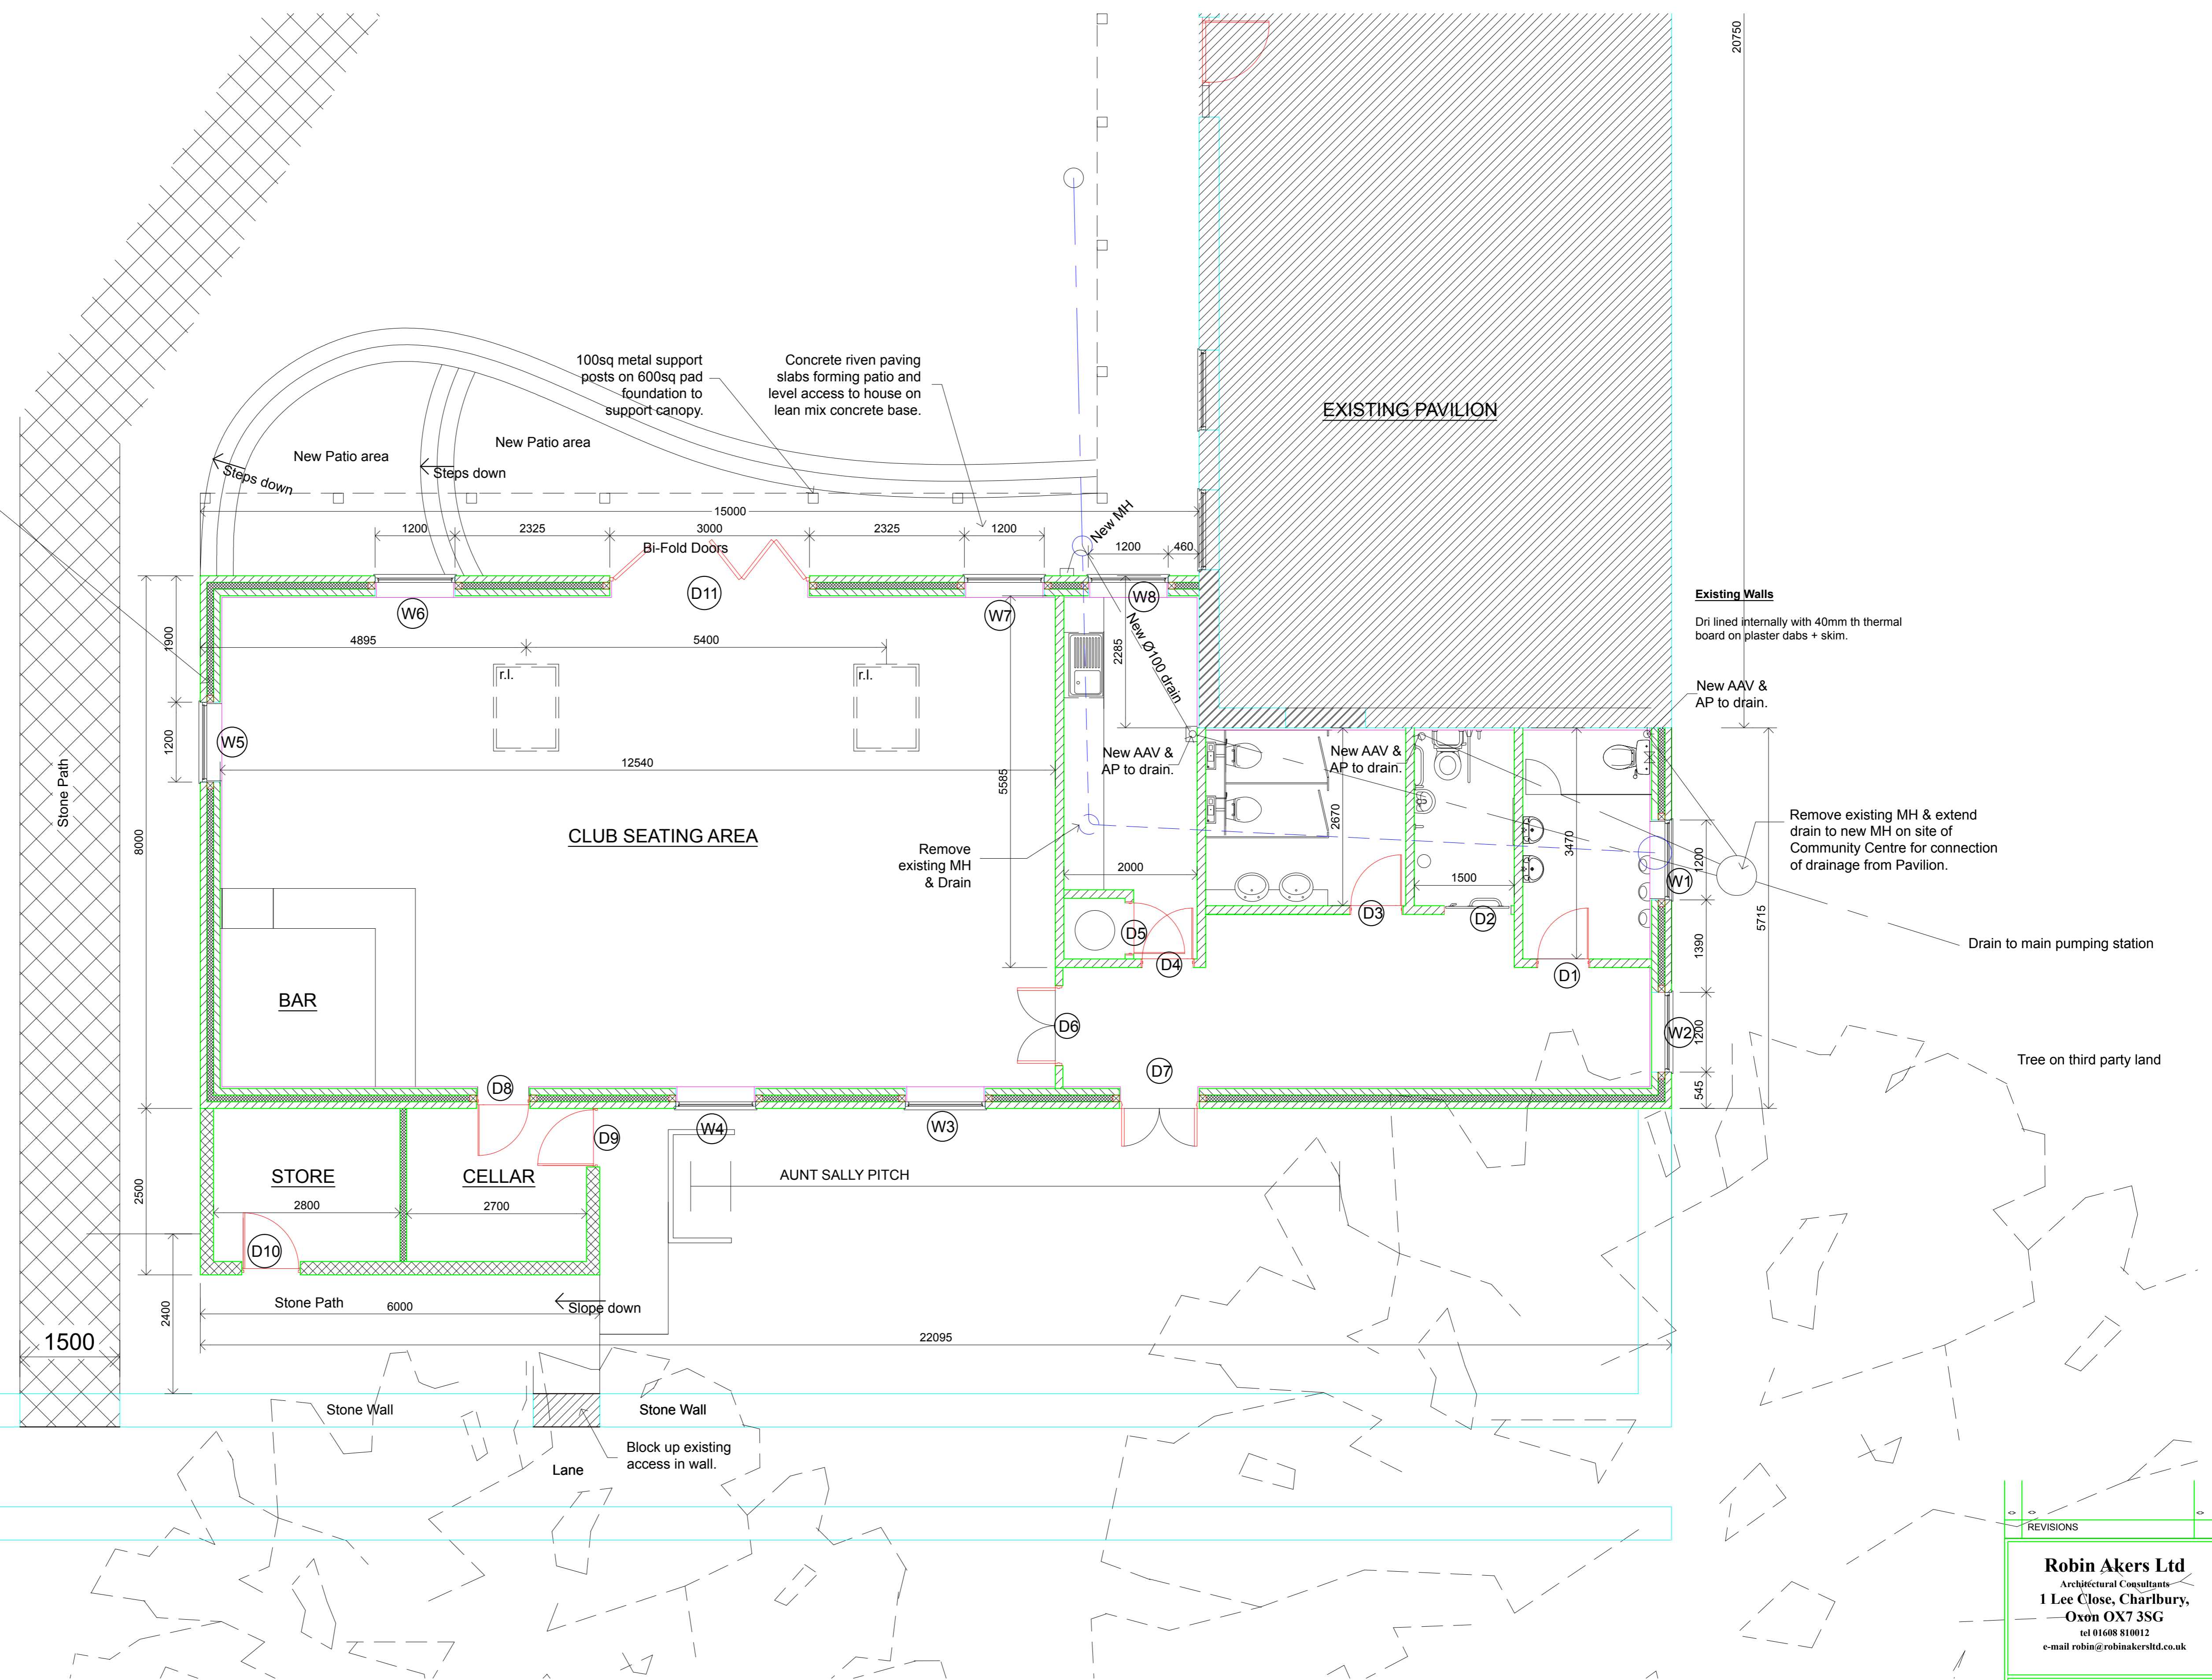 20750
100sq metal support
posts on 600sq pad
foundation to
support canopy.
Concrete riven paving
slabs forming patio and
level access to house on
lean mix concrete base.
EXISTING PAVILION
New Patio area
New Patio area
Steps down
Steps down
15000
New MH
1200
2325
3000
2325
1200
1200
460
Bi-Fold Doors
D11
W6
W7
W8
Existing Walls
Dri lined internally with 40mm th thermal
board on plaster dabs + skim.
1900
4895
5400
2285
New Ø100 drain
r.l.
r.l.
New AAV &
AP to drain.
1200
W5
12540
5585
New AAV &
AP to drain.
New AAV &
AP to drain.
Stone Path
8000
CLUB SEATING AREA
2670
3470
Remove existing MH & extend
drain to new MH on site of
Community Centre for connection
of drainage from Pavilion.
Remove
existing MH
& Drain
2000
1500
1200
W1
5715
D3
D2
D5
D4
D1
1390
Drain to main pumping station
BAR
D6
W2
1200
Tree on third party land
D7
D8
545
D9
W4
W3
STORE
CELLAR
AUNT SALLY PITCH
2500
2800
2700
D10
Stone Path
6000
Slope down
2400
1500
22095
Stone Wall
Stone Wall
Block up existing
access in wall.
Lane
REVISIONS
Robin Akers Ltd
Architectural Consultants
1 Lee Close, Charlbury,
Oxon OX7 3SG
tel 01608 810012
e-mail robin@robinakersltd.co.uk